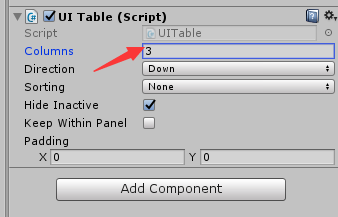 UI Table (Script)
Script UITable
Columns 3
Direction Down
Sorting None
Hide Inactive
Keep Within Panel
Padding
X 0 Y 0
Add Component